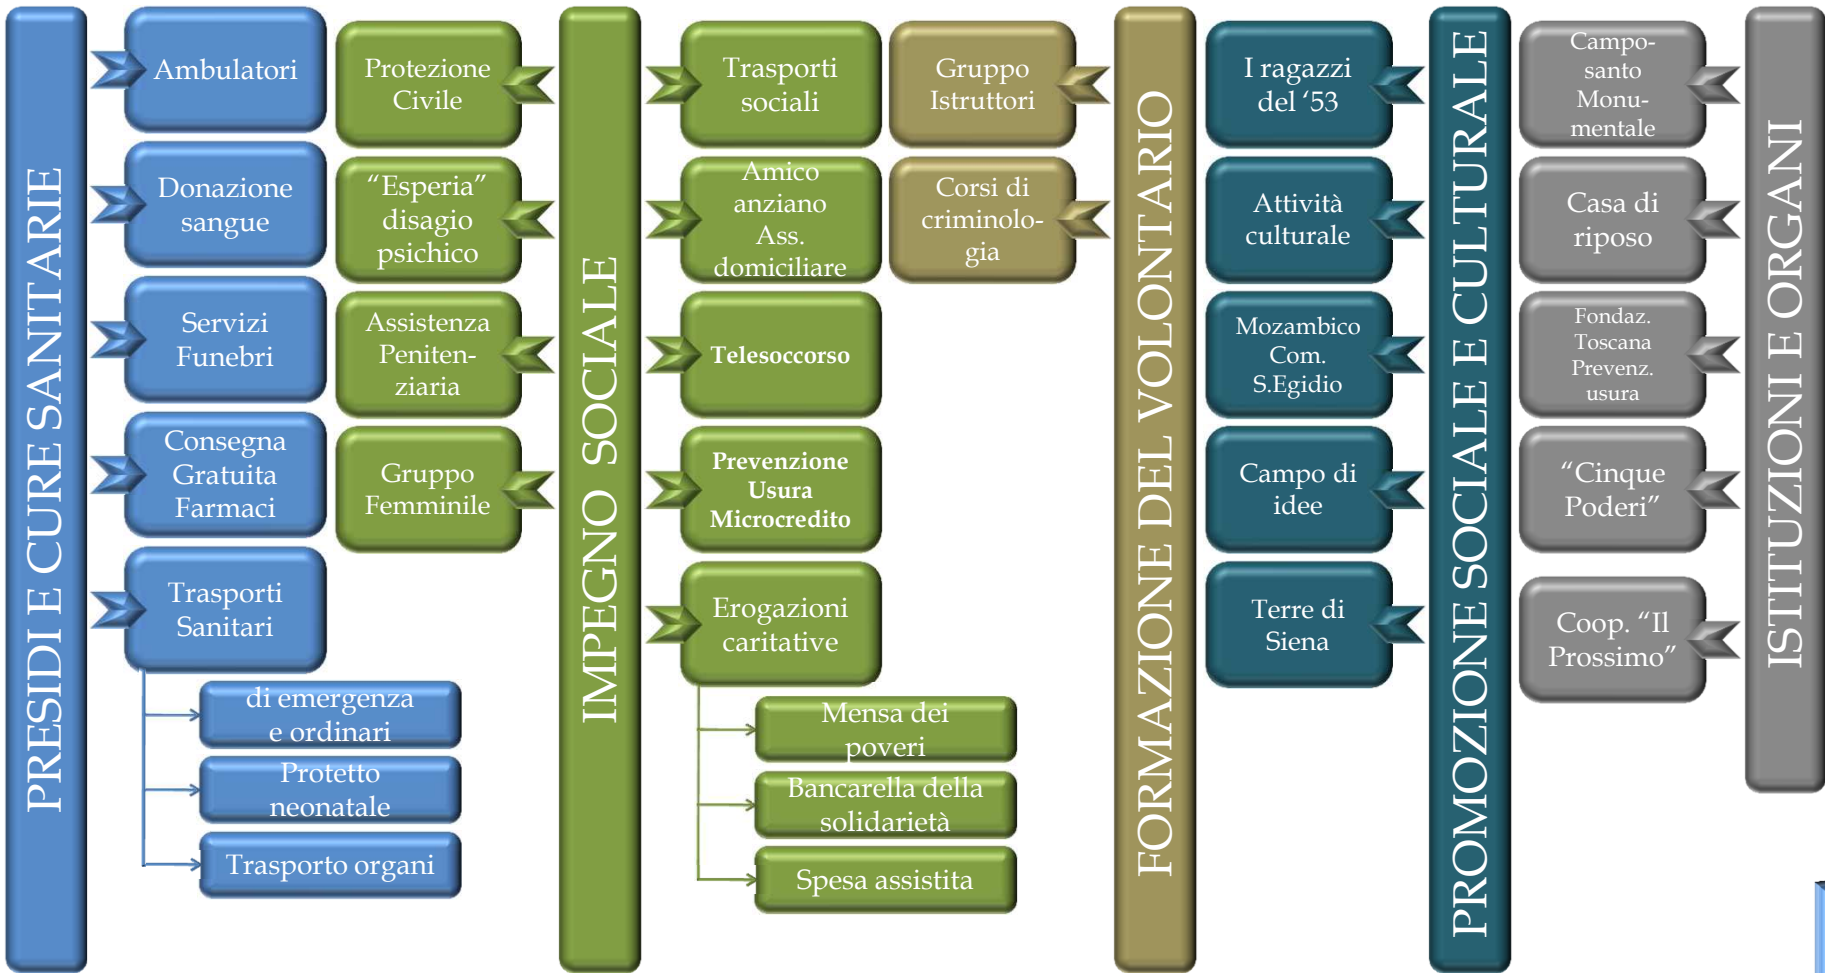 PRESIDI E CURE SANITARIE
Ambulatori
Donazione
sangue
Servizi
Funebri
Consegna
Gratuita
Farmaci
Trasporti
Sanitari
di emergenza
e ordinari
Protetto
neonatale
Trasporto organi
Protezione
Civile
“Esperia”
disagio
psichico
Assistenza
Peniten-
ziaria
Gruppo
Femminile
IMPEGNO SOCIALE
Trasporti
sociali
Amico
anziano
Ass.
domiciliare
Telesoccorso
Prevenzione
Usura
Microcredito
Erogazioni
caritative
Mensa dei
poveri
Bancarella della
solidarietà
Spesa assistita
Gruppo
Istruttori
Corsi di
criminolo-
gia
FORMAZIONE DEL VOLONTARIO
I ragazzi
del ‘53
Attività
culturale
Mozambico
Com.
S.Egidio
Campo di
idee
Terre di
Siena
PROMOZIONE SOCIALE E CULTURALE
Campo-
santo
Monu-
mentale
Casa di
riposo
Fondaz.
Toscana
Prevenz.
usura
“Cinque
Poderi”
Coop. “Il
Prossimo”
ISTITUZIONI E ORGANI